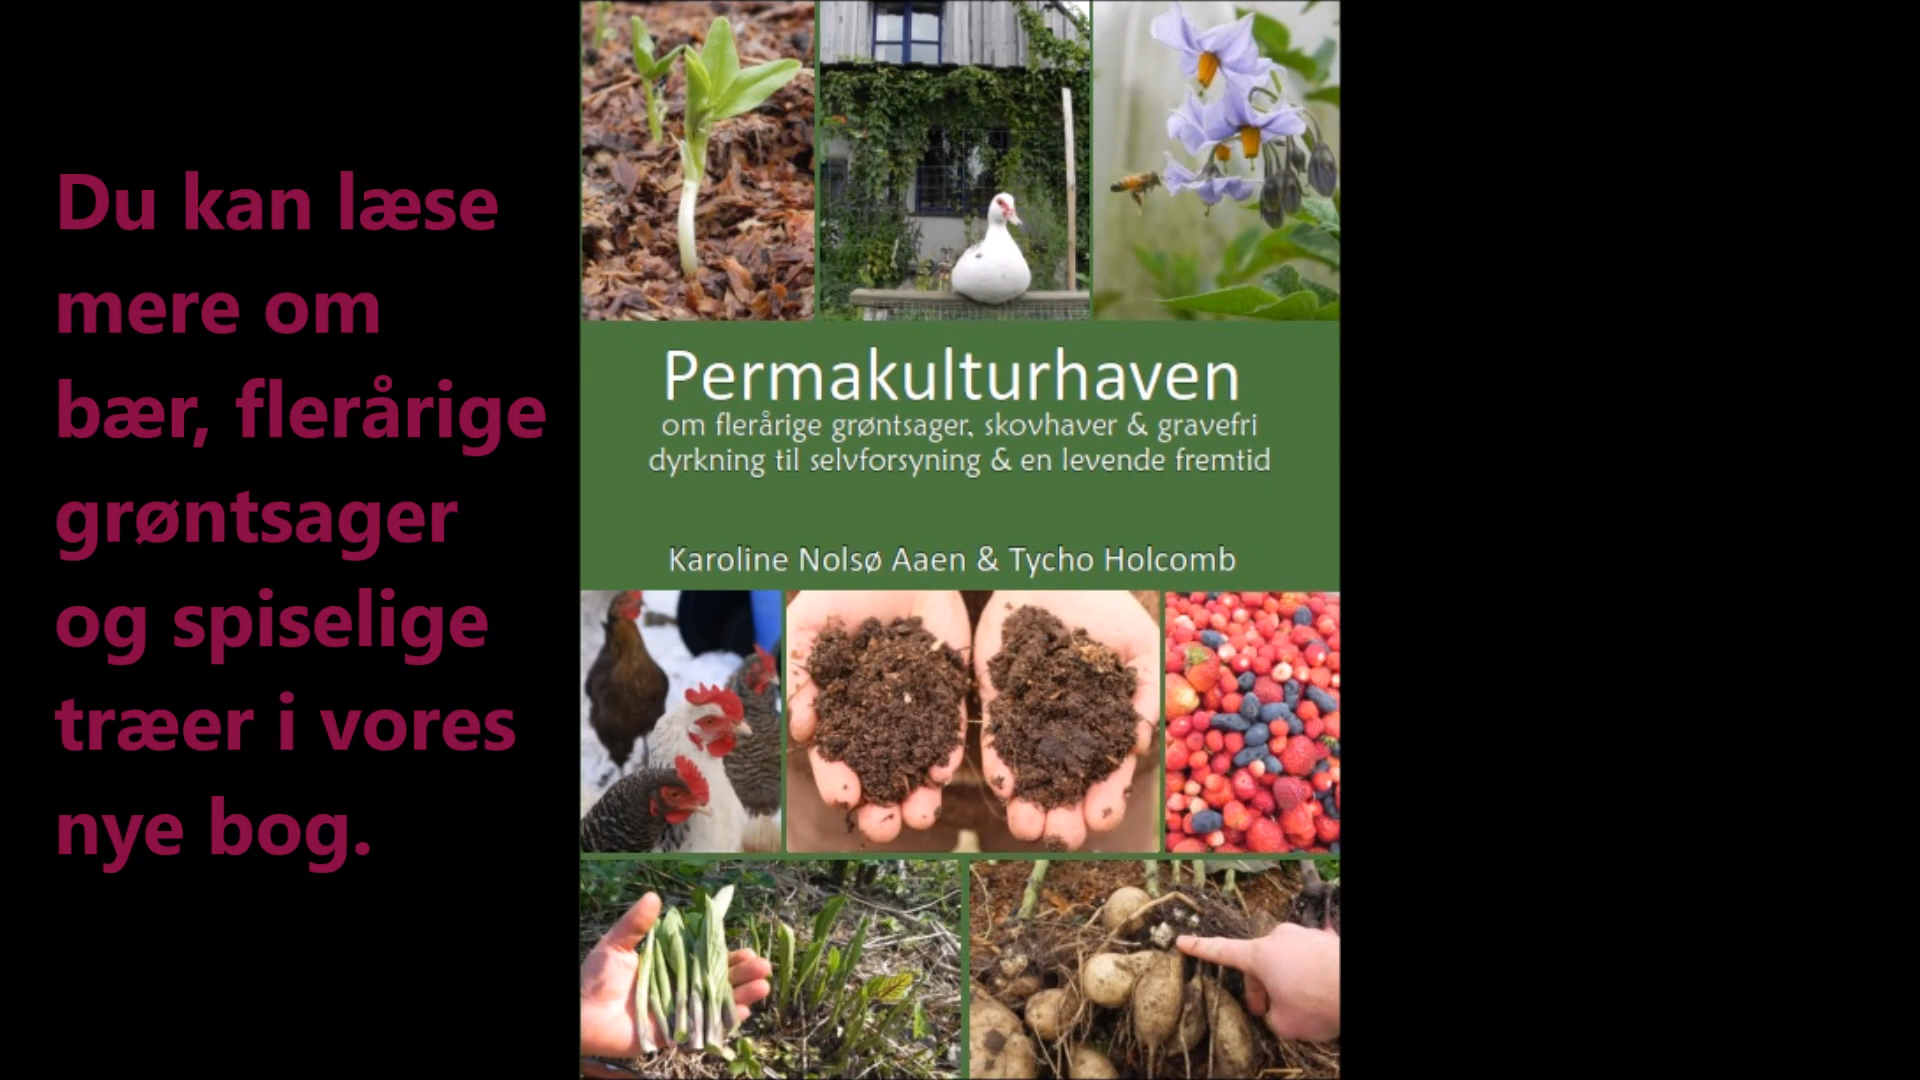 Du kan læse
mere om
bær, flerårige
grøntsager
og spiselige
træer i vores
nye bog.
Permakulturhaven
om flerårige grøntsager, skovhaver & gravefri
dyrkning til selvforsyning & en levende fremtid
Karoline Nolsø Aaen & Tycho Holcomb